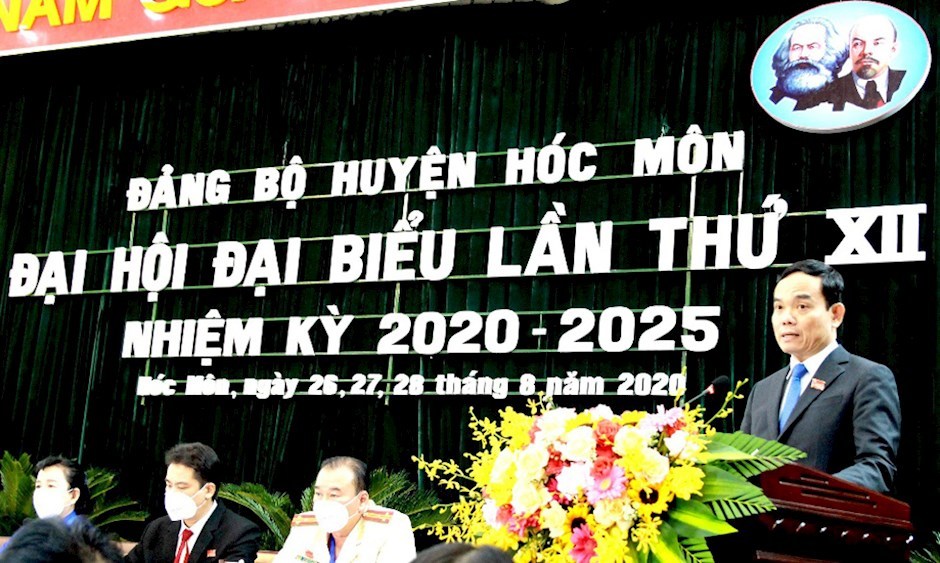 NĂM
ĐẢNG BỘ HUYỆN HÓC MÔN
ĐẠI HỘI ĐẠI BIỂU LẦN THỨ XII
NHIỆM KỲ 2020 - 2025
Hóc Môn, ngày 26, 27, 28 tháng 8 năm 2020